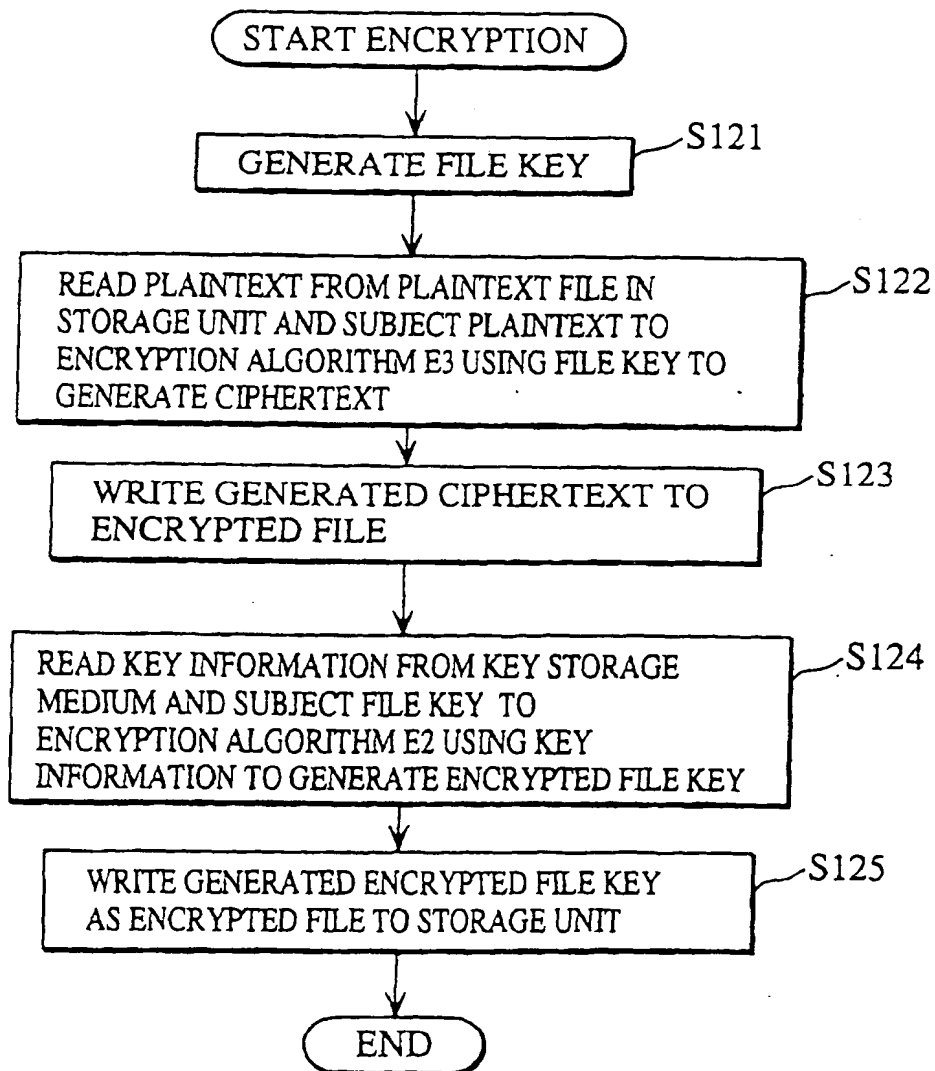 START ENCRYPTION
S121
GENERATE FILE KEY
S122
READ PLAINTEXT FROM PLAINTEXT FILE IN
STORAGE UNIT AND SUBJECT PLAINTEXT TO
ENCRYPTION ALGORITHM E3 USING FILE KEY TO
GENERATE CIPHERTEXT
S123
WRITE GENERATED CIPHERTEXT TO
ENCRYPTED FILE
S124
READ KEY INFORMATION FROM KEY STORAGE
MEDIUM AND SUBJECT FILE KEY TO
ENCRYPTION ALGORITHM E2 USING KEY
INFORMATION TO GENERATE ENCRYPTED FILE KEY
S125
WRITE GENERATED ENCRYPTED FILE KEY
AS ENCRYPTED FILE TO STORAGE UNIT
END